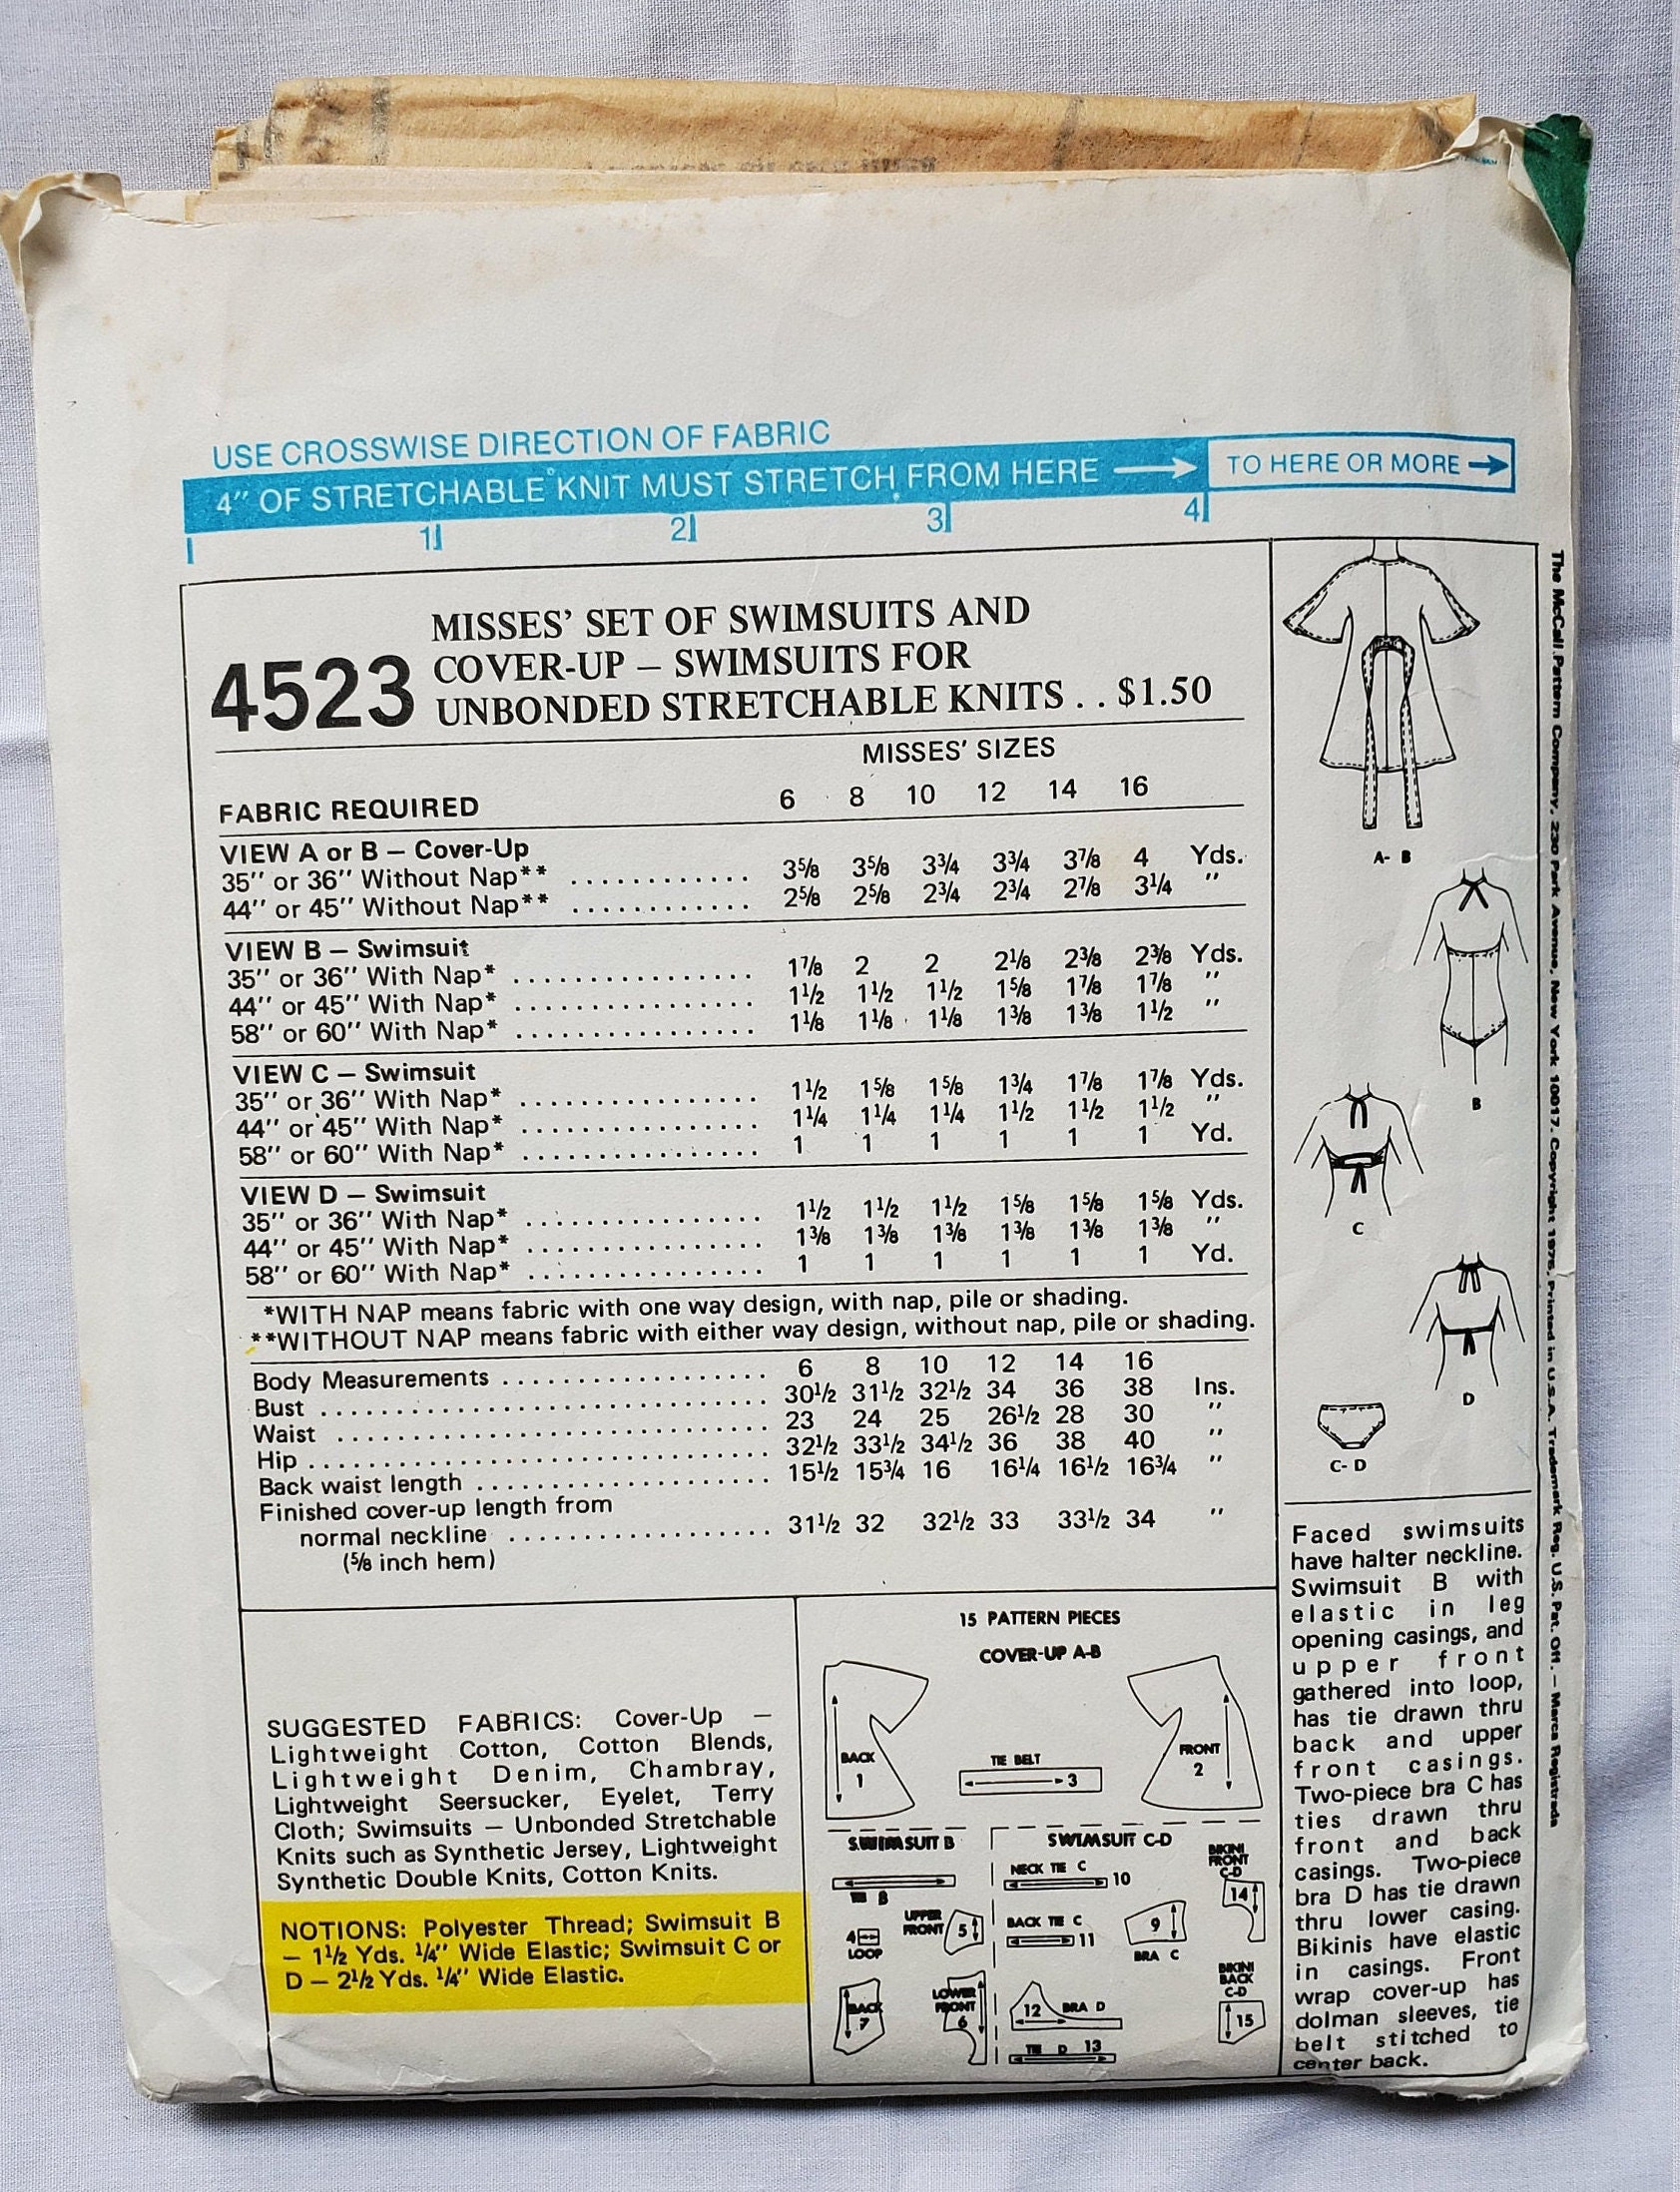 USE CROSSWISE DIRECTION OF FABRIC
4" OF STRETCHABLE KNIT MUST STRETCH FROM HERE TO HERE OR MORE
1 2 3 4
4523
MISSES' SET OF SWIMSUITS AND
COVER-UP – SWIMSUITS FOR
UNBONDED STRETCHABLE KNITS . . $1.50
MISSES' SIZES
FABRIC REQUIRED 6 8 10 12 14 16
VIEW A or B – Cover-Up
35" or 36" Without Nap** ............ 3⅝ 3⅝ 3¾ 3¾ 3⅞ 4 Yds.
44" or 45" Without Nap** ............ 2⅝ 2⅝ 2¾ 2¾ 2⅞ 3¼ "
VIEW B – Swimsuit
35" or 36" With Nap* ................ 1⅞ 2 2 2⅛ 2⅜ 2⅜ Yds.
44" or 45" With Nap* ................ 1½ 1½ 1½ 1⅝ 1⅞ 1⅞ "
58" or 60" With Nap* ................ 1⅛ 1⅛ 1⅛ 1⅜ 1⅜ 1½ "
VIEW C – Swimsuit
35" or 36" With Nap* ................ 1½ 1⅝ 1⅝ 1¾ 1⅞ 1⅞ Yds.
44" or 45" With Nap* ................ 1¼ 1¼ 1¼ 1½ 1½ 1½ "
58" or 60" With Nap* ................ 1 1 1 1 1 1 Yd.
VIEW D – Swimsuit
35" or 36" With Nap* ................ 1½ 1½ 1½ 1⅝ 1⅝ 1⅝ Yds.
44" or 45" With Nap* ................ 1⅜ 1⅜ 1⅜ 1⅜ 1⅜ 1⅜ "
58" or 60" With Nap* ................ 1 1 1 1 1 1 Yd.
*WITH NAP means fabric with one way design, with nap, pile or shading.
**WITHOUT NAP means fabric with either way design, without nap, pile or shading.
Body Measurements .................. 6 8 10 12 14 16
Bust .............................. 30½ 31½ 32½ 34 36 38 Ins.
Waist ............................. 23 24 25 26½ 28 30 "
Hip ............................... 32½ 33½ 34½ 36 38 40 "
Back waist length .................... 15½ 15¾ 16 16¼ 16½ 16¾ "
Finished cover-up length from
normal neckline .................. 31½ 32 32½ 33 33½ 34 "
(⅝ inch hem)
SUGGESTED FABRICS: Cover-Up –
Lightweight Cotton, Cotton Blends,
Lightweight Denim, Chambray,
Lightweight Seersucker, Eyelet, Terry
Cloth; Swimsuits – Unbonded Stretchable
Knits such as Synthetic Jersey, Lightweight
Synthetic Double Knits, Cotton Knits.
NOTIONS: Polyester Thread; Swimsuit B
– 1½ Yds. ¼" Wide Elastic; Swimsuit C or
D – 2½ Yds. ¼" Wide Elastic.
15 PATTERN PIECES
COVER-UP A-B
BACK
1
TIE BELT
3
FRONT
2
SWIMSUIT B
TIE B
4
LOOP
UPPER
FRONT
5
BACK
7
LOWER
FRONT
6
SWIMSUIT C-D
NECK TIE C
10
BACK TIE C
11
9
BRA C
12 BRA D
TIE D 13
BIKINI
FRONT
C-D
14
BIKINI
BACK
C-D
15
A- B
B
C
D
C- D
Faced swimsuits
have halter neckline.
Swimsuit B with
elastic in leg
opening casings, and
upper front
gathered into loop,
has tie drawn thru
back and upper
front casings.
Two-piece bra C has
ties drawn thru
front and back
casings. Two-piece
bra D has tie drawn
thru lower casing.
Bikinis have elastic
in casings. Front
wrap cover-up has
dolman sleeves, tie
belt stitched to
center back.
The McCall Pattern Company, 230 Park Avenue, New York 10017. Copyright 1975, Printed in U.S.A. Trademark Reg. U.S. Pat. Off. – Marca Registrada